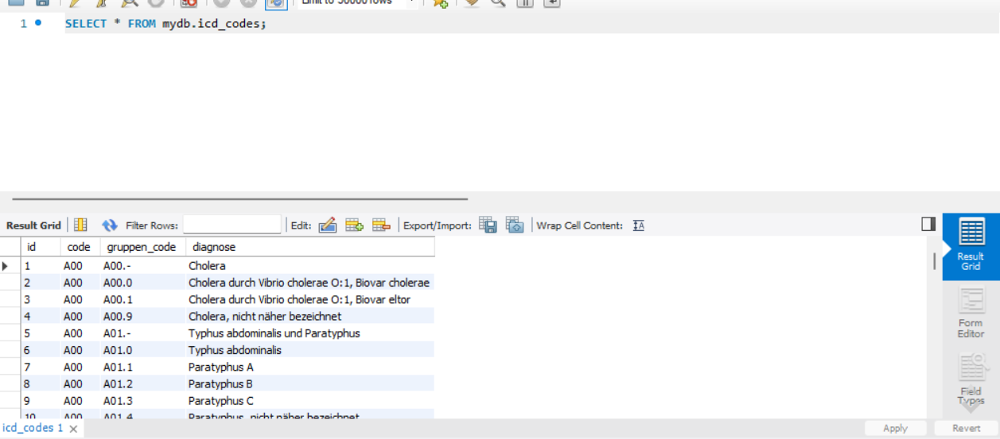 Limit to 50000 rows
1 SELECT * FROM mydb.icd_codes;
Result Grid Filter Rows: Edit: Export/Import: Wrap Cell Content:
id code gruppen_code diagnose
1 A00 A00.- Cholera
2 A00 A00.0 Cholera durch Vibrio cholerae O:1, Biovar cholerae
3 A00 A00.1 Cholera durch Vibrio cholerae O:1, Biovar eltor
4 A00 A00.9 Cholera, nicht näher bezeichnet
5 A00 A01.- Typhus abdominalis und Paratyphus
6 A00 A01.0 Typhus abdominalis
7 A00 A01.1 Paratyphus A
8 A00 A01.2 Paratyphus B
9 A00 A01.3 Paratyphus C
10 A00 A01.4 Paratyphus, nicht näher bezeichnet
Result
Grid
Form
Editor
Field
Types
icd_codes 1
Apply Revert